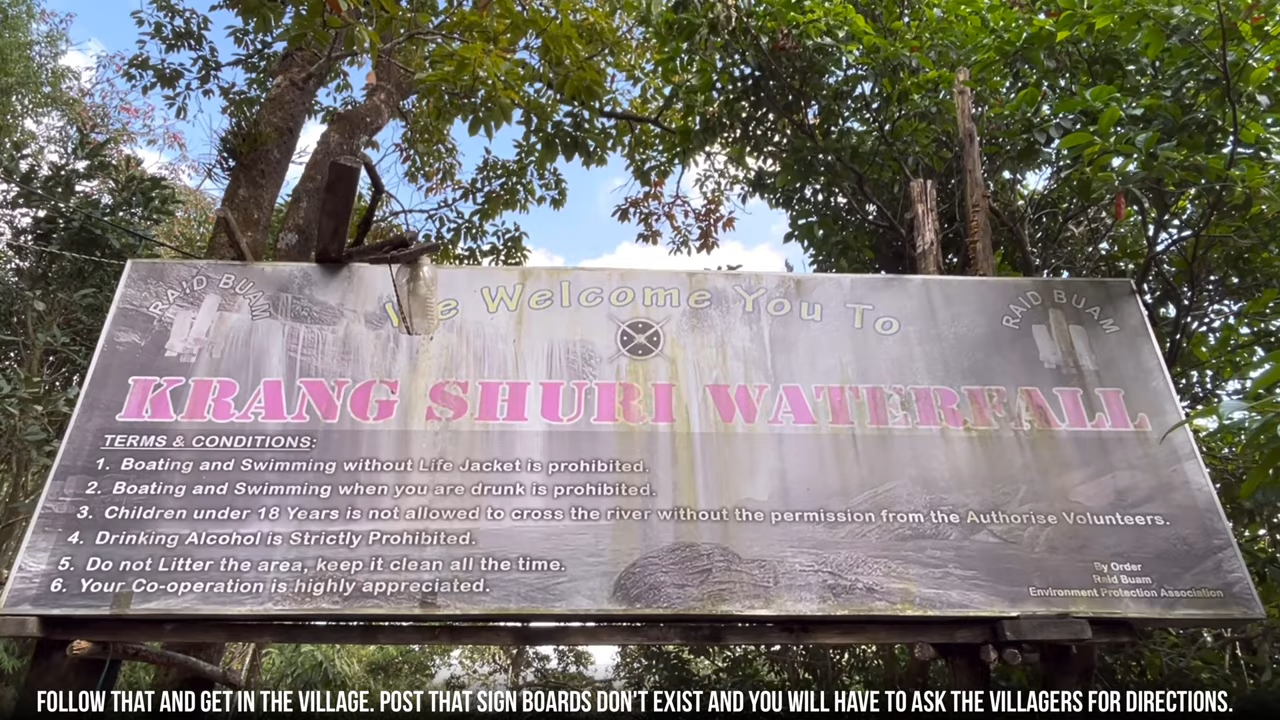 RAID BUAM
We Welcome You To
RAID BUAM
KRANG SHURI WATERFALL
TERMS & CONDITIONS:
1. Boating and Swimming without Life Jacket is prohibited.
2. Boating and Swimming when you are drunk is prohibited.
3. Children under 18 Years is not allowed to cross the river without the permission from the Authorise Volunteers.
4. Drinking Alcohol is Strictly Prohibited.
5. Do not Litter the area, keep it clean all the time.
6. Your Co-operation is highly appreciated.
By Order
Raid Buam
Environment Protection Association
FOLLOW THAT AND GET IN THE VILLAGE. POST THAT SIGN BOARDS DON'T EXIST AND YOU WILL HAVE TO ASK THE VILLAGERS FOR DIRECTIONS.